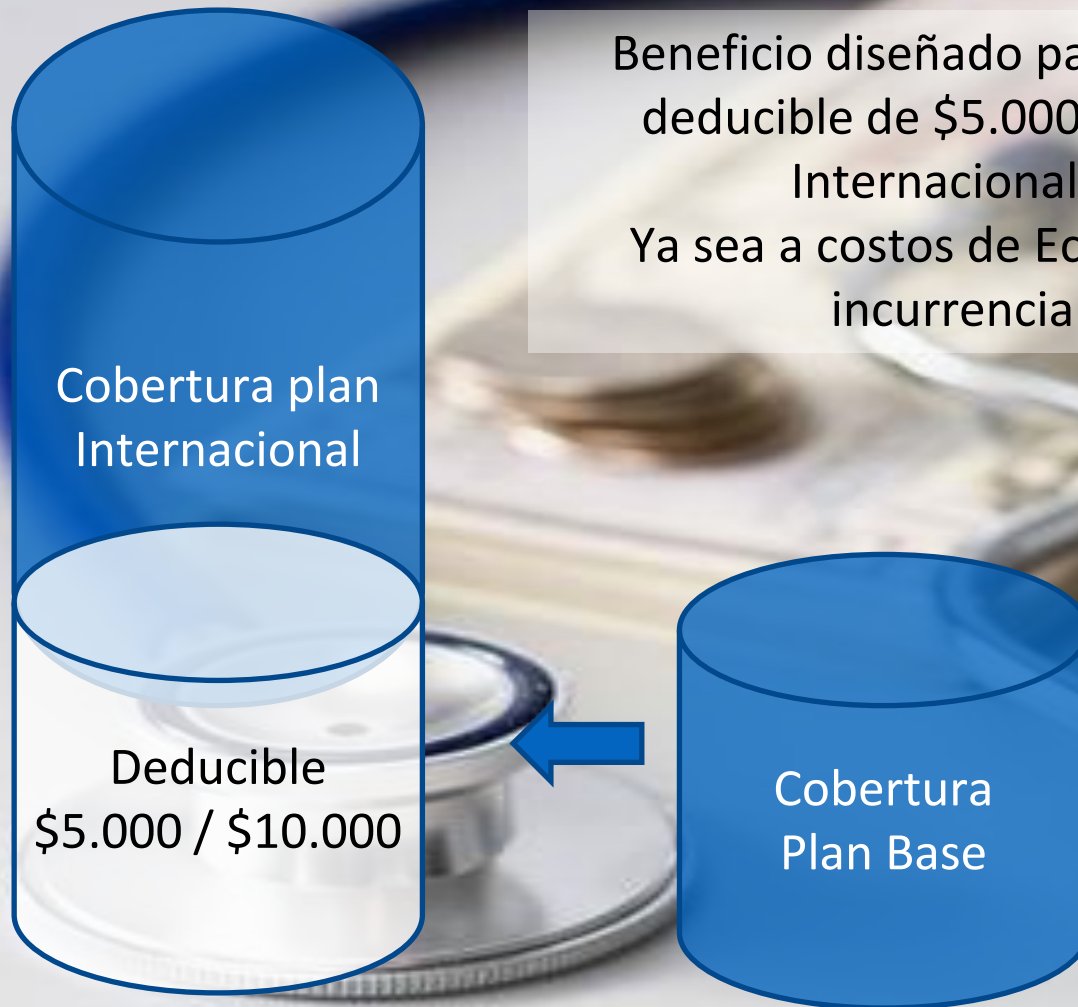 Beneficio diseñado pa
deducible de $5.000
Internacional
Ya sea a costos de Ec
incurrencia
Cobertura plan
Internacional
Deducible
$5.000 / $10.000
Cobertura
Plan Base